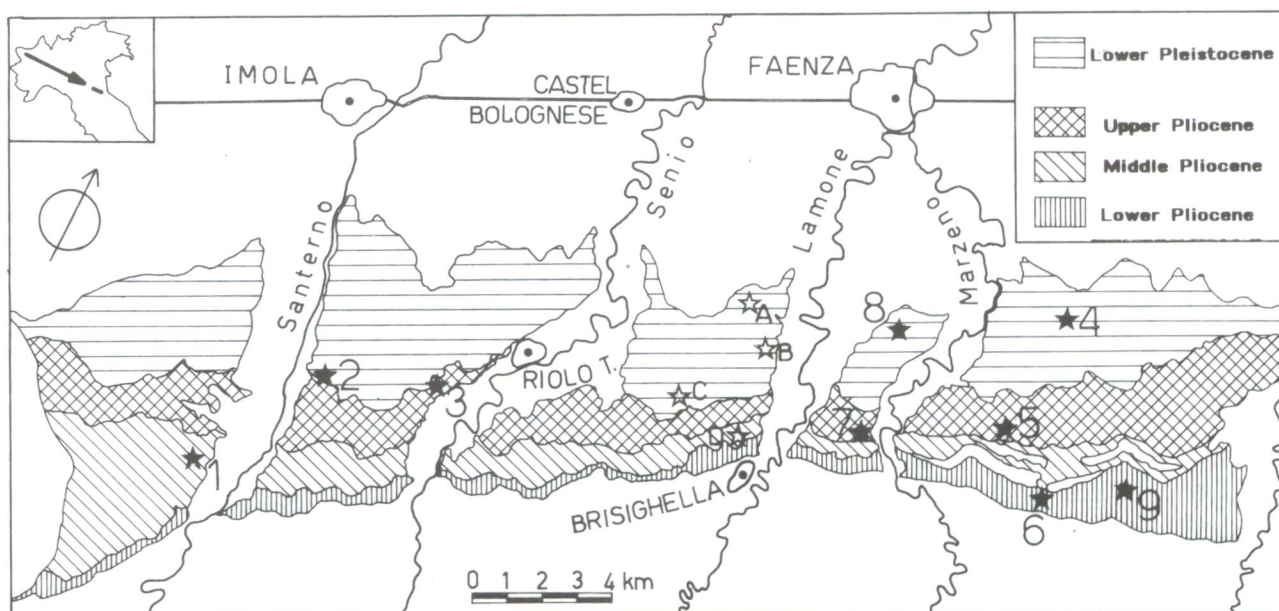 IMOLA
CASTEL
BOLOGNESE
FAENZA
Lower Pleistocene
Upper Pliocene
Middle Pliocene
Lower Pliocene
Santerno
Senio
Lamone
Marzeno
8
4
A
B
2
3
RIOLO T.
C
1
D
7
5
BRISIGHELLA
6
9
0 1 2 3 4 km